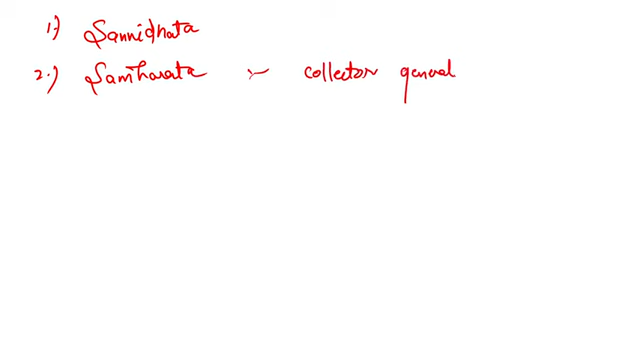 1.) Sannidhata
2.) Samharata :- collector general